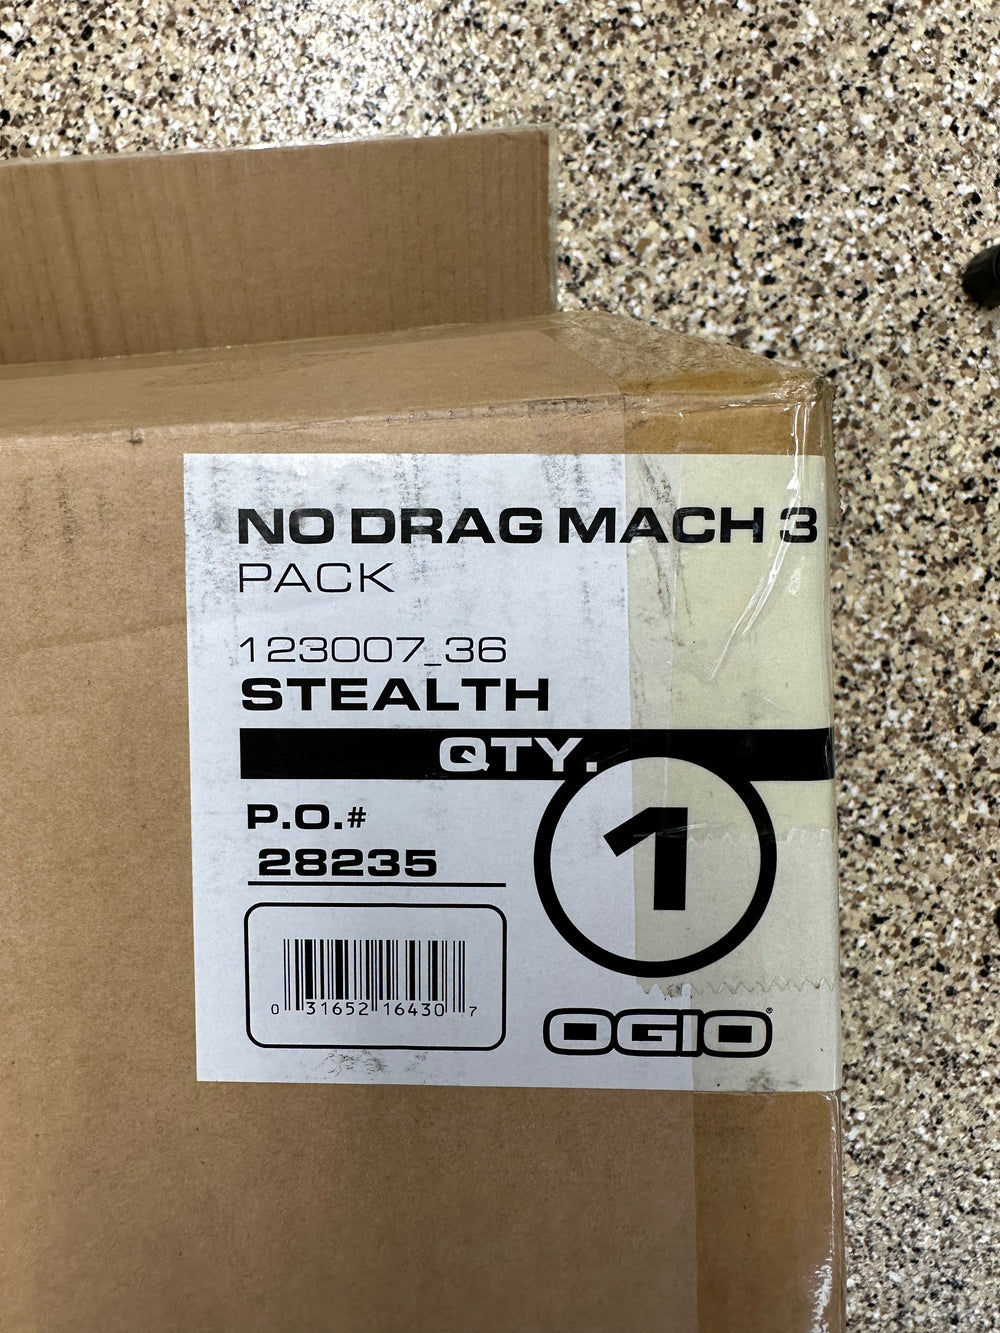 NO DRAG MACH 3
PACK
123007_36
STEALTH
QTY.
1
P.O.#
28235
0 31652 16430 7
OGIO®